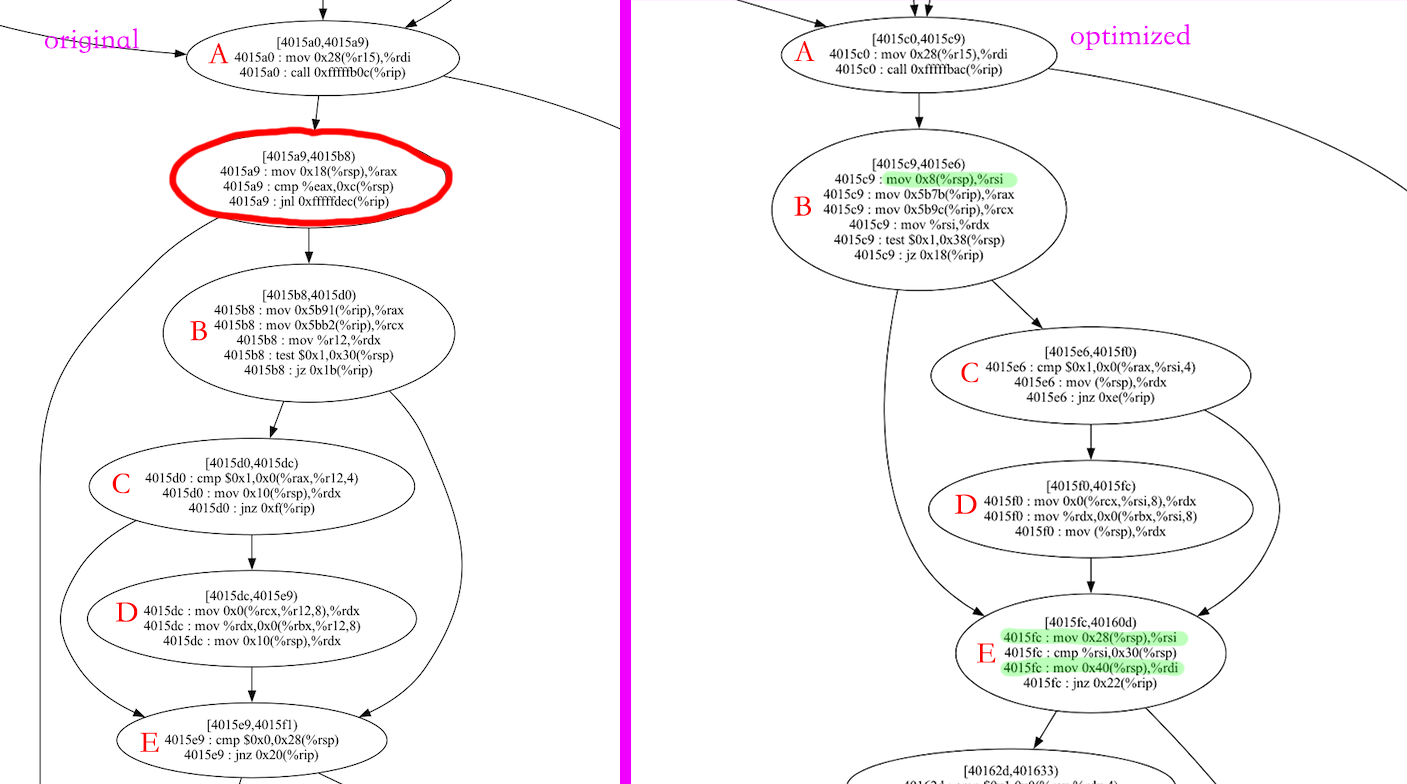 original
A
[4015a0,4015a9)
4015a0 : mov 0x28(%r15),%rdi
4015a0 : call 0xfffffb0c(%rip)
[4015a9,4015b8)
4015a9 : mov 0x18(%rsp),%rax
4015a9 : cmp %eax,0xc(%rsp)
4015a9 : jnl 0xfffffdec(%rip)
B
[4015b8,4015d0)
4015b8 : mov 0x5b91(%rip),%rax
4015b8 : mov 0x5bb2(%rip),%rcx
4015b8 : mov %r12,%rdx
4015b8 : test $0x1,0x30(%rsp)
4015b8 : jz 0x1b(%rip)
C
[4015d0,4015dc)
4015d0 : cmp $0x1,0x0(%rax,%r12,4)
4015d0 : mov 0x10(%rsp),%rdx
4015d0 : jnz 0xf(%rip)
D
[4015dc,4015e9)
4015dc : mov 0x0(%rcx,%r12,8),%rdx
4015dc : mov %rdx,0x0(%rbx,%r12,8)
4015dc : mov 0x10(%rsp),%rdx
E
[4015e9,4015f1)
4015e9 : cmp $0x0,0x28(%rsp)
4015e9 : jnz 0x20(%rip)
optimized
A
[4015c0,4015c9)
4015c0 : mov 0x28(%r15),%rdi
4015c0 : call 0xfffffbac(%rip)
B
[4015c9,4015e6)
4015c9 : mov 0x8(%rsp),%rsi
4015c9 : mov 0x5b7b(%rip),%rax
4015c9 : mov 0x5b9c(%rip),%rcx
4015c9 : mov %rsi,%rdx
4015c9 : test $0x1,0x38(%rsp)
4015c9 : jz 0x18(%rip)
C
[4015e6,4015f0)
4015e6 : cmp $0x1,0x0(%rax,%rsi,4)
4015e6 : mov (%rsp),%rdx
4015e6 : jnz 0xe(%rip)
D
[4015f0,4015fc)
4015f0 : mov 0x0(%rcx,%rsi,8),%rdx
4015f0 : mov %rdx,0x0(%rbx,%rsi,8)
4015f0 : mov (%rsp),%rdx
E
[4015fc,40160d)
4015fc : mov 0x28(%rsp),%rsi
4015fc : cmp %rsi,0x30(%rsp)
4015fc : mov 0x40(%rsp),%rdi
4015fc : jnz 0x22(%rip)
[40162d,401633)